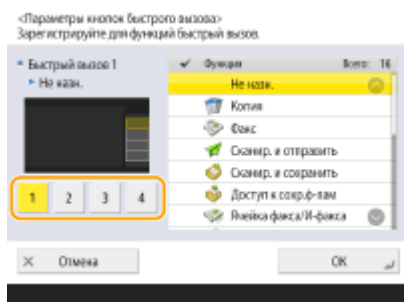 <Параметры кнопок быстрого вызова>
Зарегистрируйте для функций быстрый вызов.
Быстрый вызов 1
Не назн.
Функция Всего: 16
Не назн.
Копия
Факс
Сканир. и отправить
Сканир. и сохранить
Доступ к сохр.ф-лам
Ячейка факса/И-факса
1 2 3 4
Отмена
OK